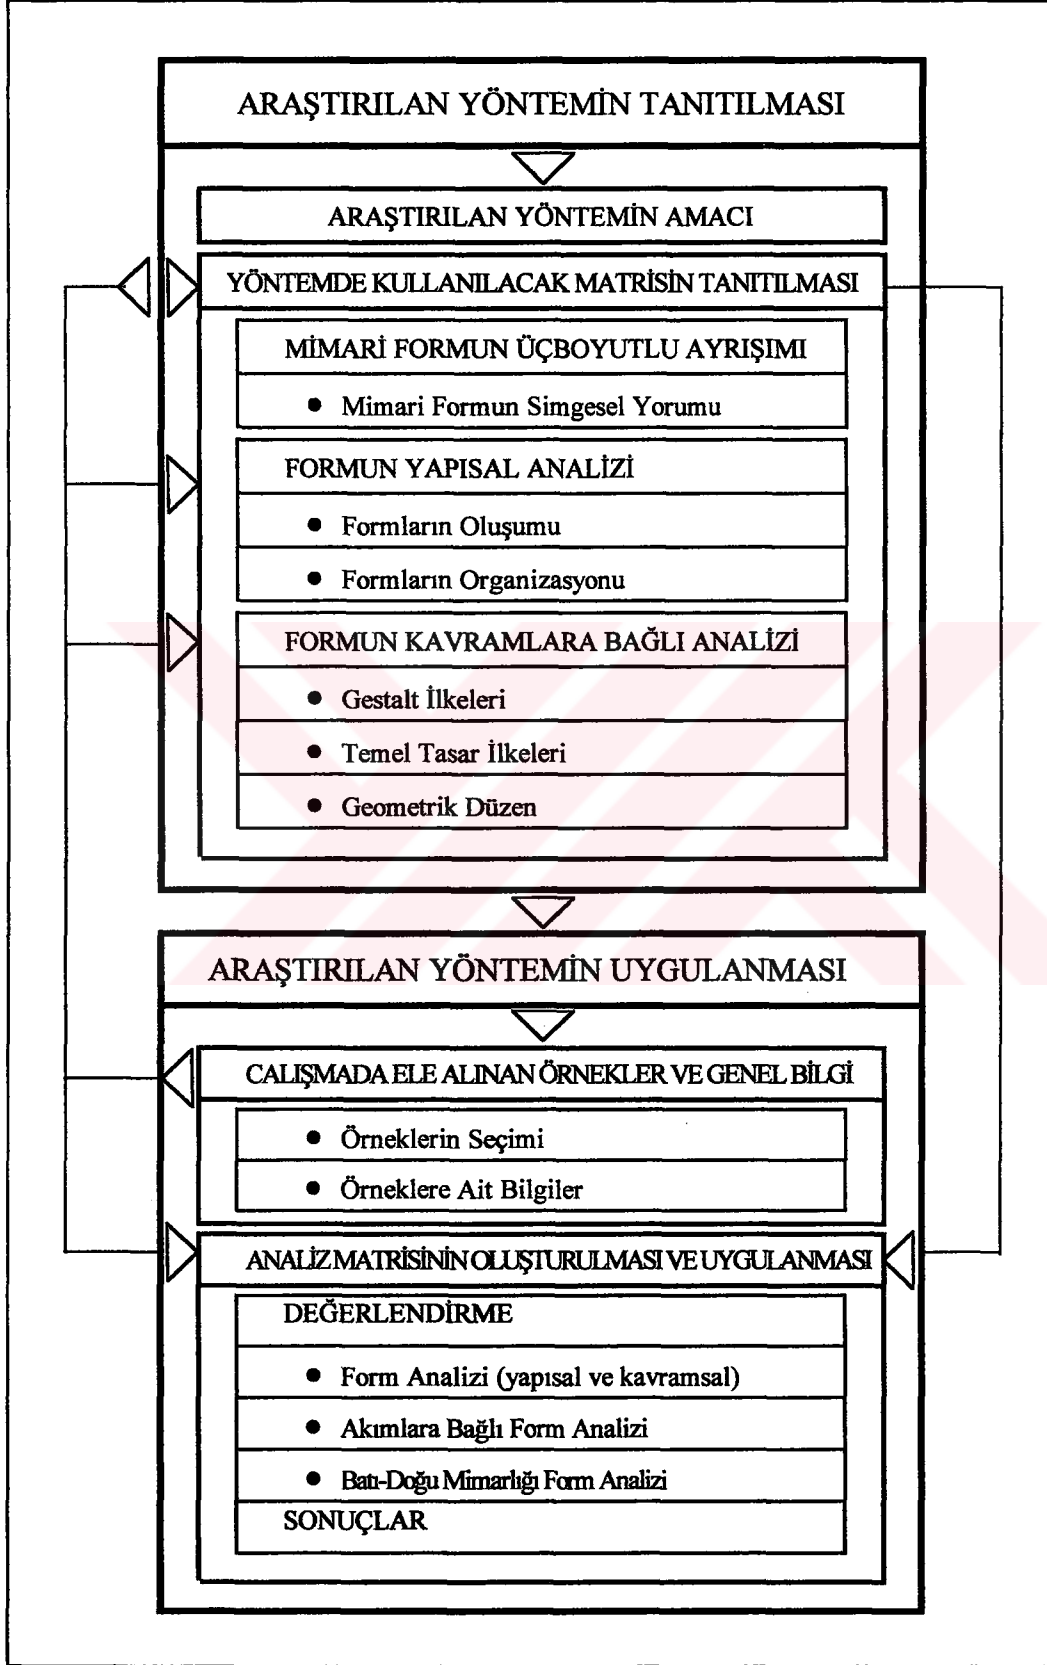 ARAŞTIRILAN YÖNTEMİN TANITILMASI
ARAŞTIRILAN YÖNTEMİN AMACI
YÖNTEMDE KULLANILACAK MATRİSİN TANITILMASI
MİMARİ FORMUN ÜÇBOYUTLU AYRIŞIMI
● Mimari Formun Simgesel Yorumu
FORMUN YAPISAL ANALİZİ
● Formların Oluşumu
● Formların Organizasyonu
FORMUN KAVRAMLARA BAĞLI ANALİZİ
● Gestalt İlkeleri
● Temel Tasar İlkeleri
● Geometrik Düzen
ARAŞTIRILAN YÖNTEMİN UYGULANMASI
CALIŞMADA ELE ALINAN ÖRNEKLER VE GENEL BİLGİ
● Örneklerin Seçimi
● Örneklere Ait Bilgiler
ANALİZ MATRİSİNİN OLUŞTURULMASI VE UYGULANMASI
DEĞERLENDİRME
● Form Analizi (yapısal ve kavramsal)
● Akımlara Bağlı Form Analizi
● Batı-Doğu Mimarlığı Form Analizi
SONUÇLAR